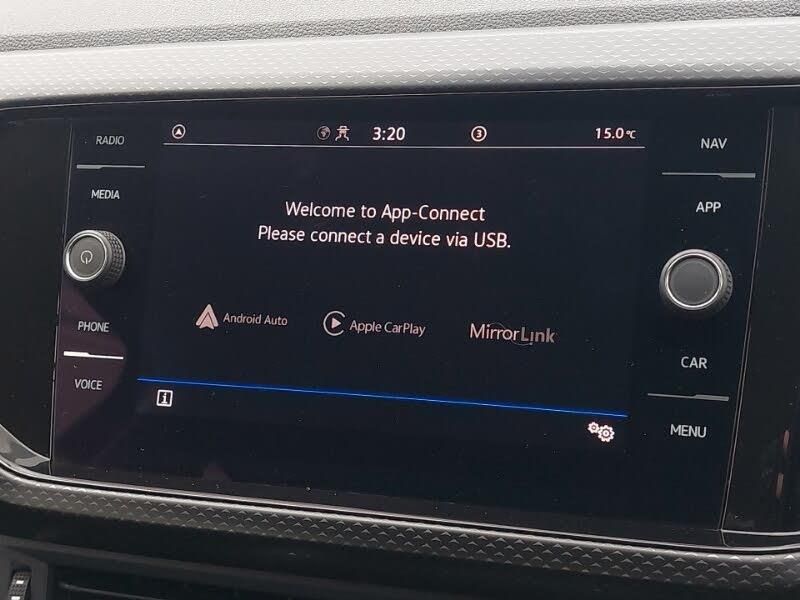 RADIO
MEDIA
PHONE
VOICE
3:20
3
15.0°C
Welcome to App-Connect
Please connect a device via USB.
Android Auto
Apple CarPlay
MirrorLink
i
NAV
APP
CAR
MENU